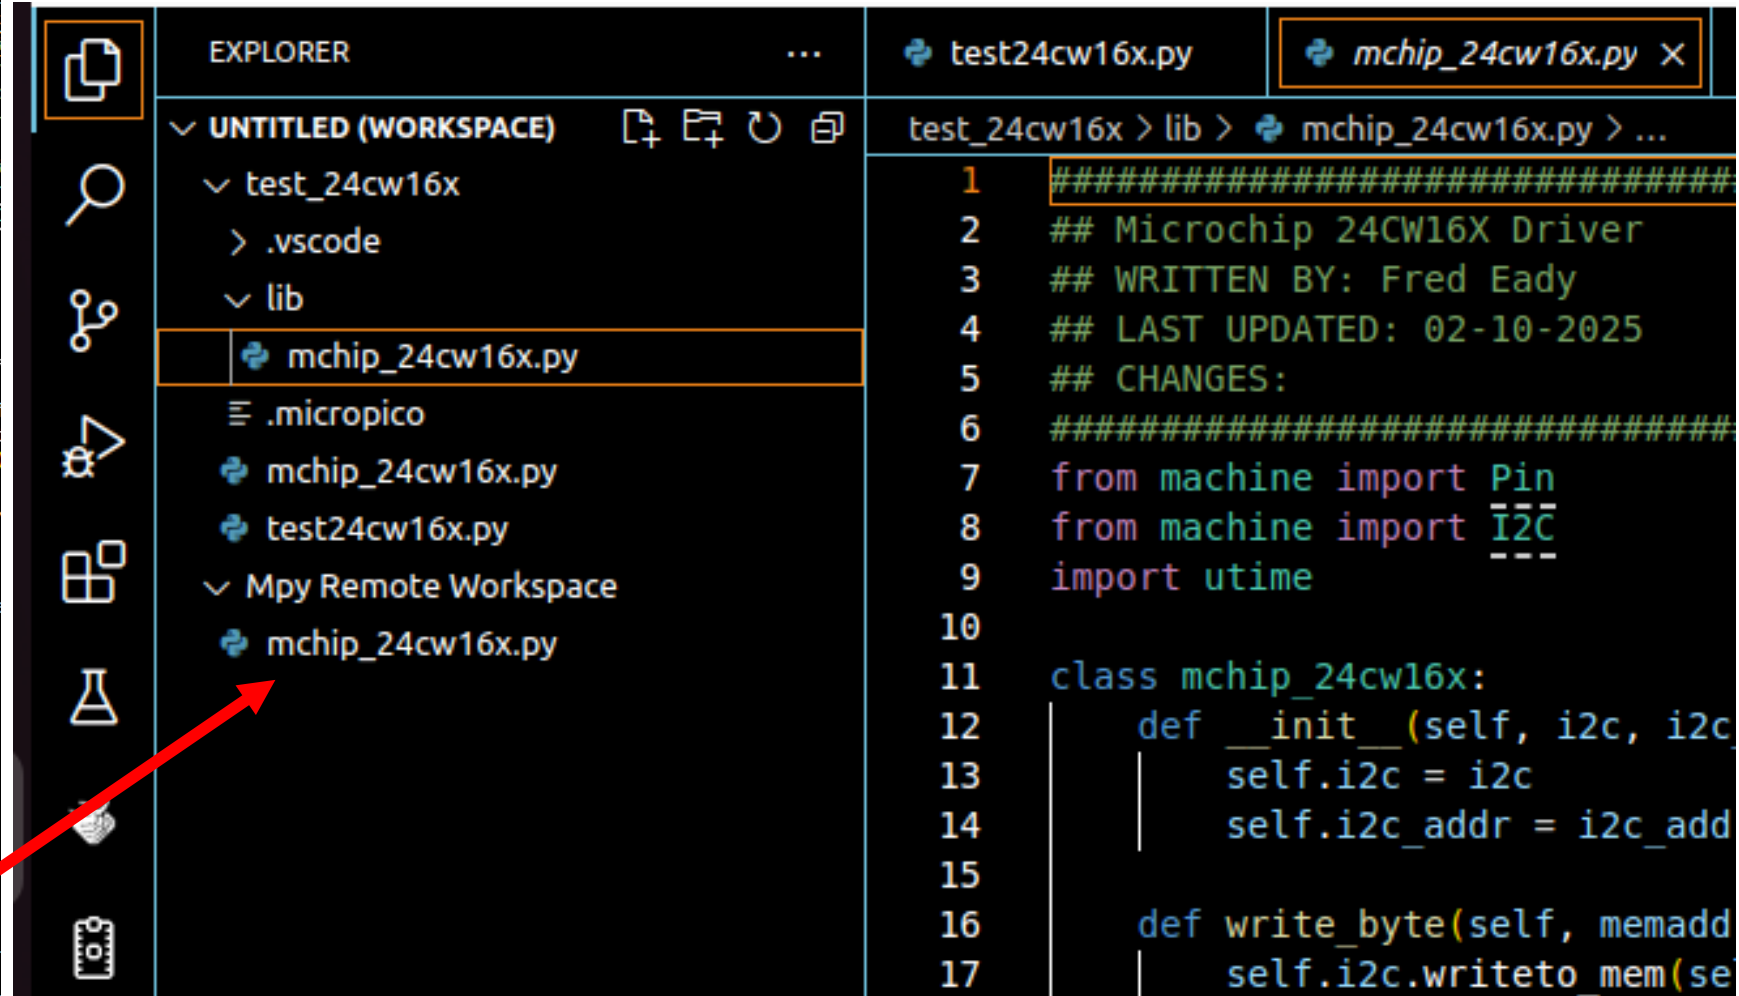 EXPLORER ...
UNTITLED (WORKSPACE)
test_24cw16x
.vscode
lib
mchip_24cw16x.py
.micropico
mchip_24cw16x.py
test24cw16x.py
Mpy Remote Workspace
mchip_24cw16x.py
test24cw16x.py
mchip_24cw16x.py ×
test_24cw16x > lib > mchip_24cw16x.py > ...
1 ###############################
2 ## Microchip 24CW16X Driver
3 ## WRITTEN BY: Fred Eady
4 ## LAST UPDATED: 02-10-2025
5 ## CHANGES:
6 ###############################
7 from machine import Pin
8 from machine import I2C
9 import utime
10
11 class mchip_24cw16x:
12 def __init__(self, i2c, i2c_
13 self.i2c = i2c
14 self.i2c_addr = i2c_add
15
16 def write_byte(self, memadd
17 self.i2c.writeto_mem(se